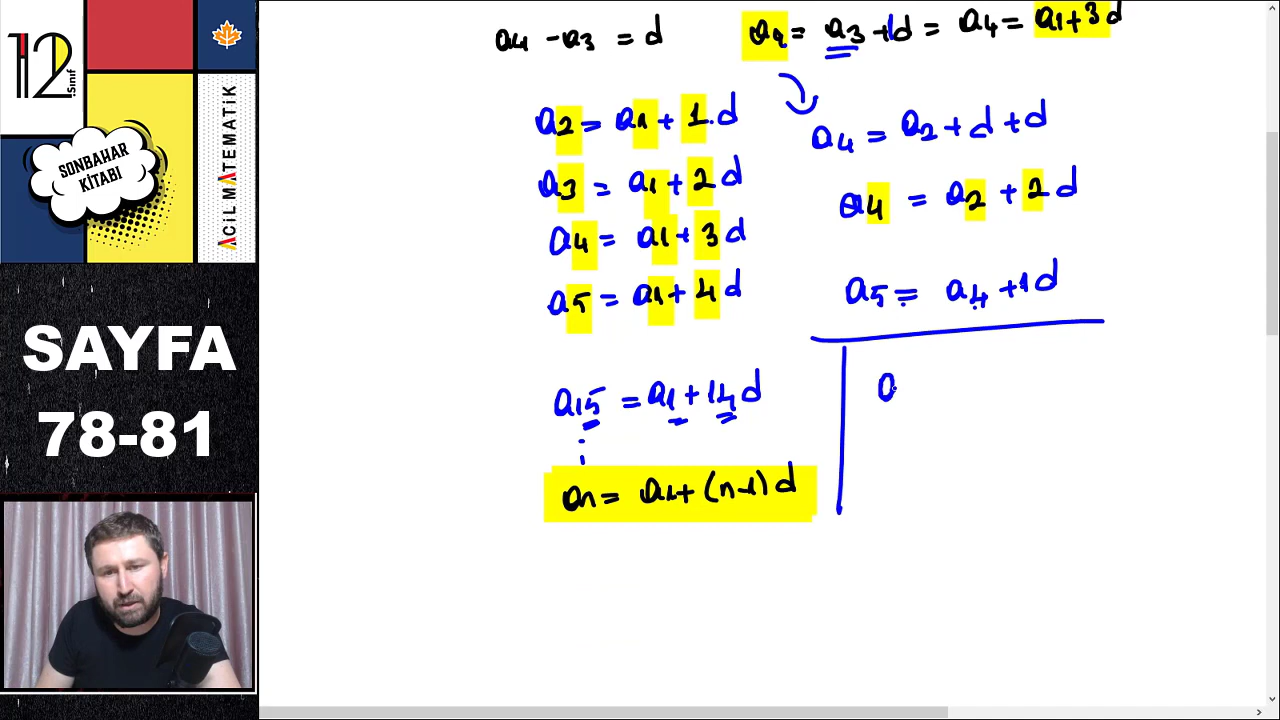 12
.Sınıf
SONBAHAR
KİTABI
ACİLMATEMATİK
SAYFA
78-81
a4 - a3 = d
a4 = a3 + 1d = a4 = a1 + 3d
a2 = a1 + 1.d
a3 = a1 + 2d
a4 = a1 + 3d
a5 = a1 + 4d
a15 = a1 + 14d
an = a1 + (n-1)d
a4 = a2 + d + d
a4 = a2 + 2d
a5 = a4 + 1d
a